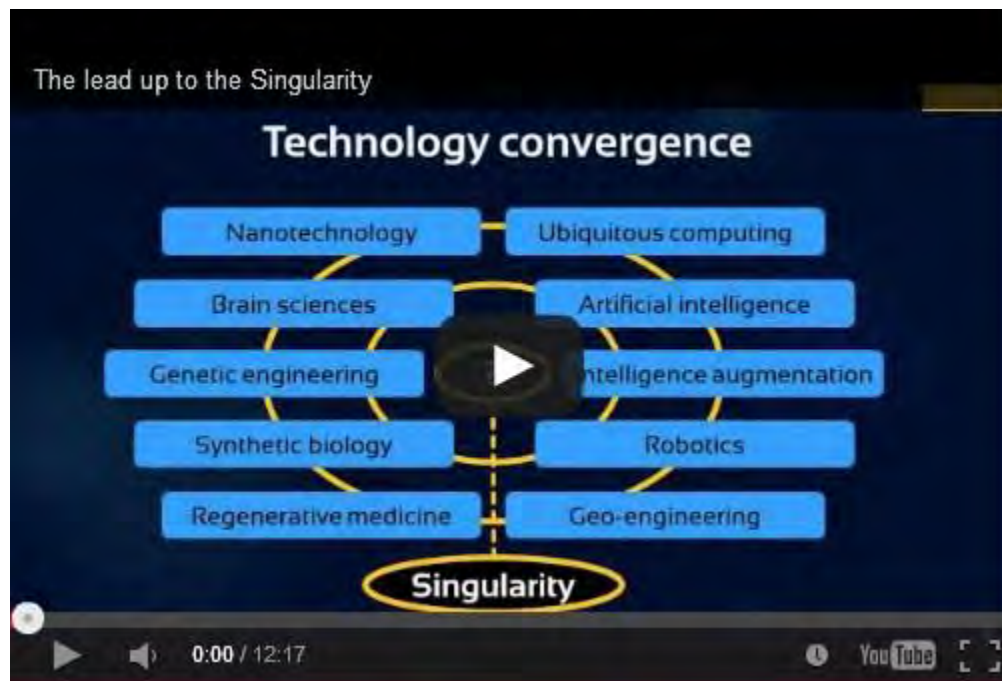 The lead up to the Singularity
Technology convergence
Nanotechnology
Ubiquitous computing
Brain sciences
Artificial intelligence
Genetic engineering
ntelligence augmentation
Synthetic biology
Robotics
Regenerative medicine
Geo-engineering
Singularity
0:00 / 12:17
YouTube